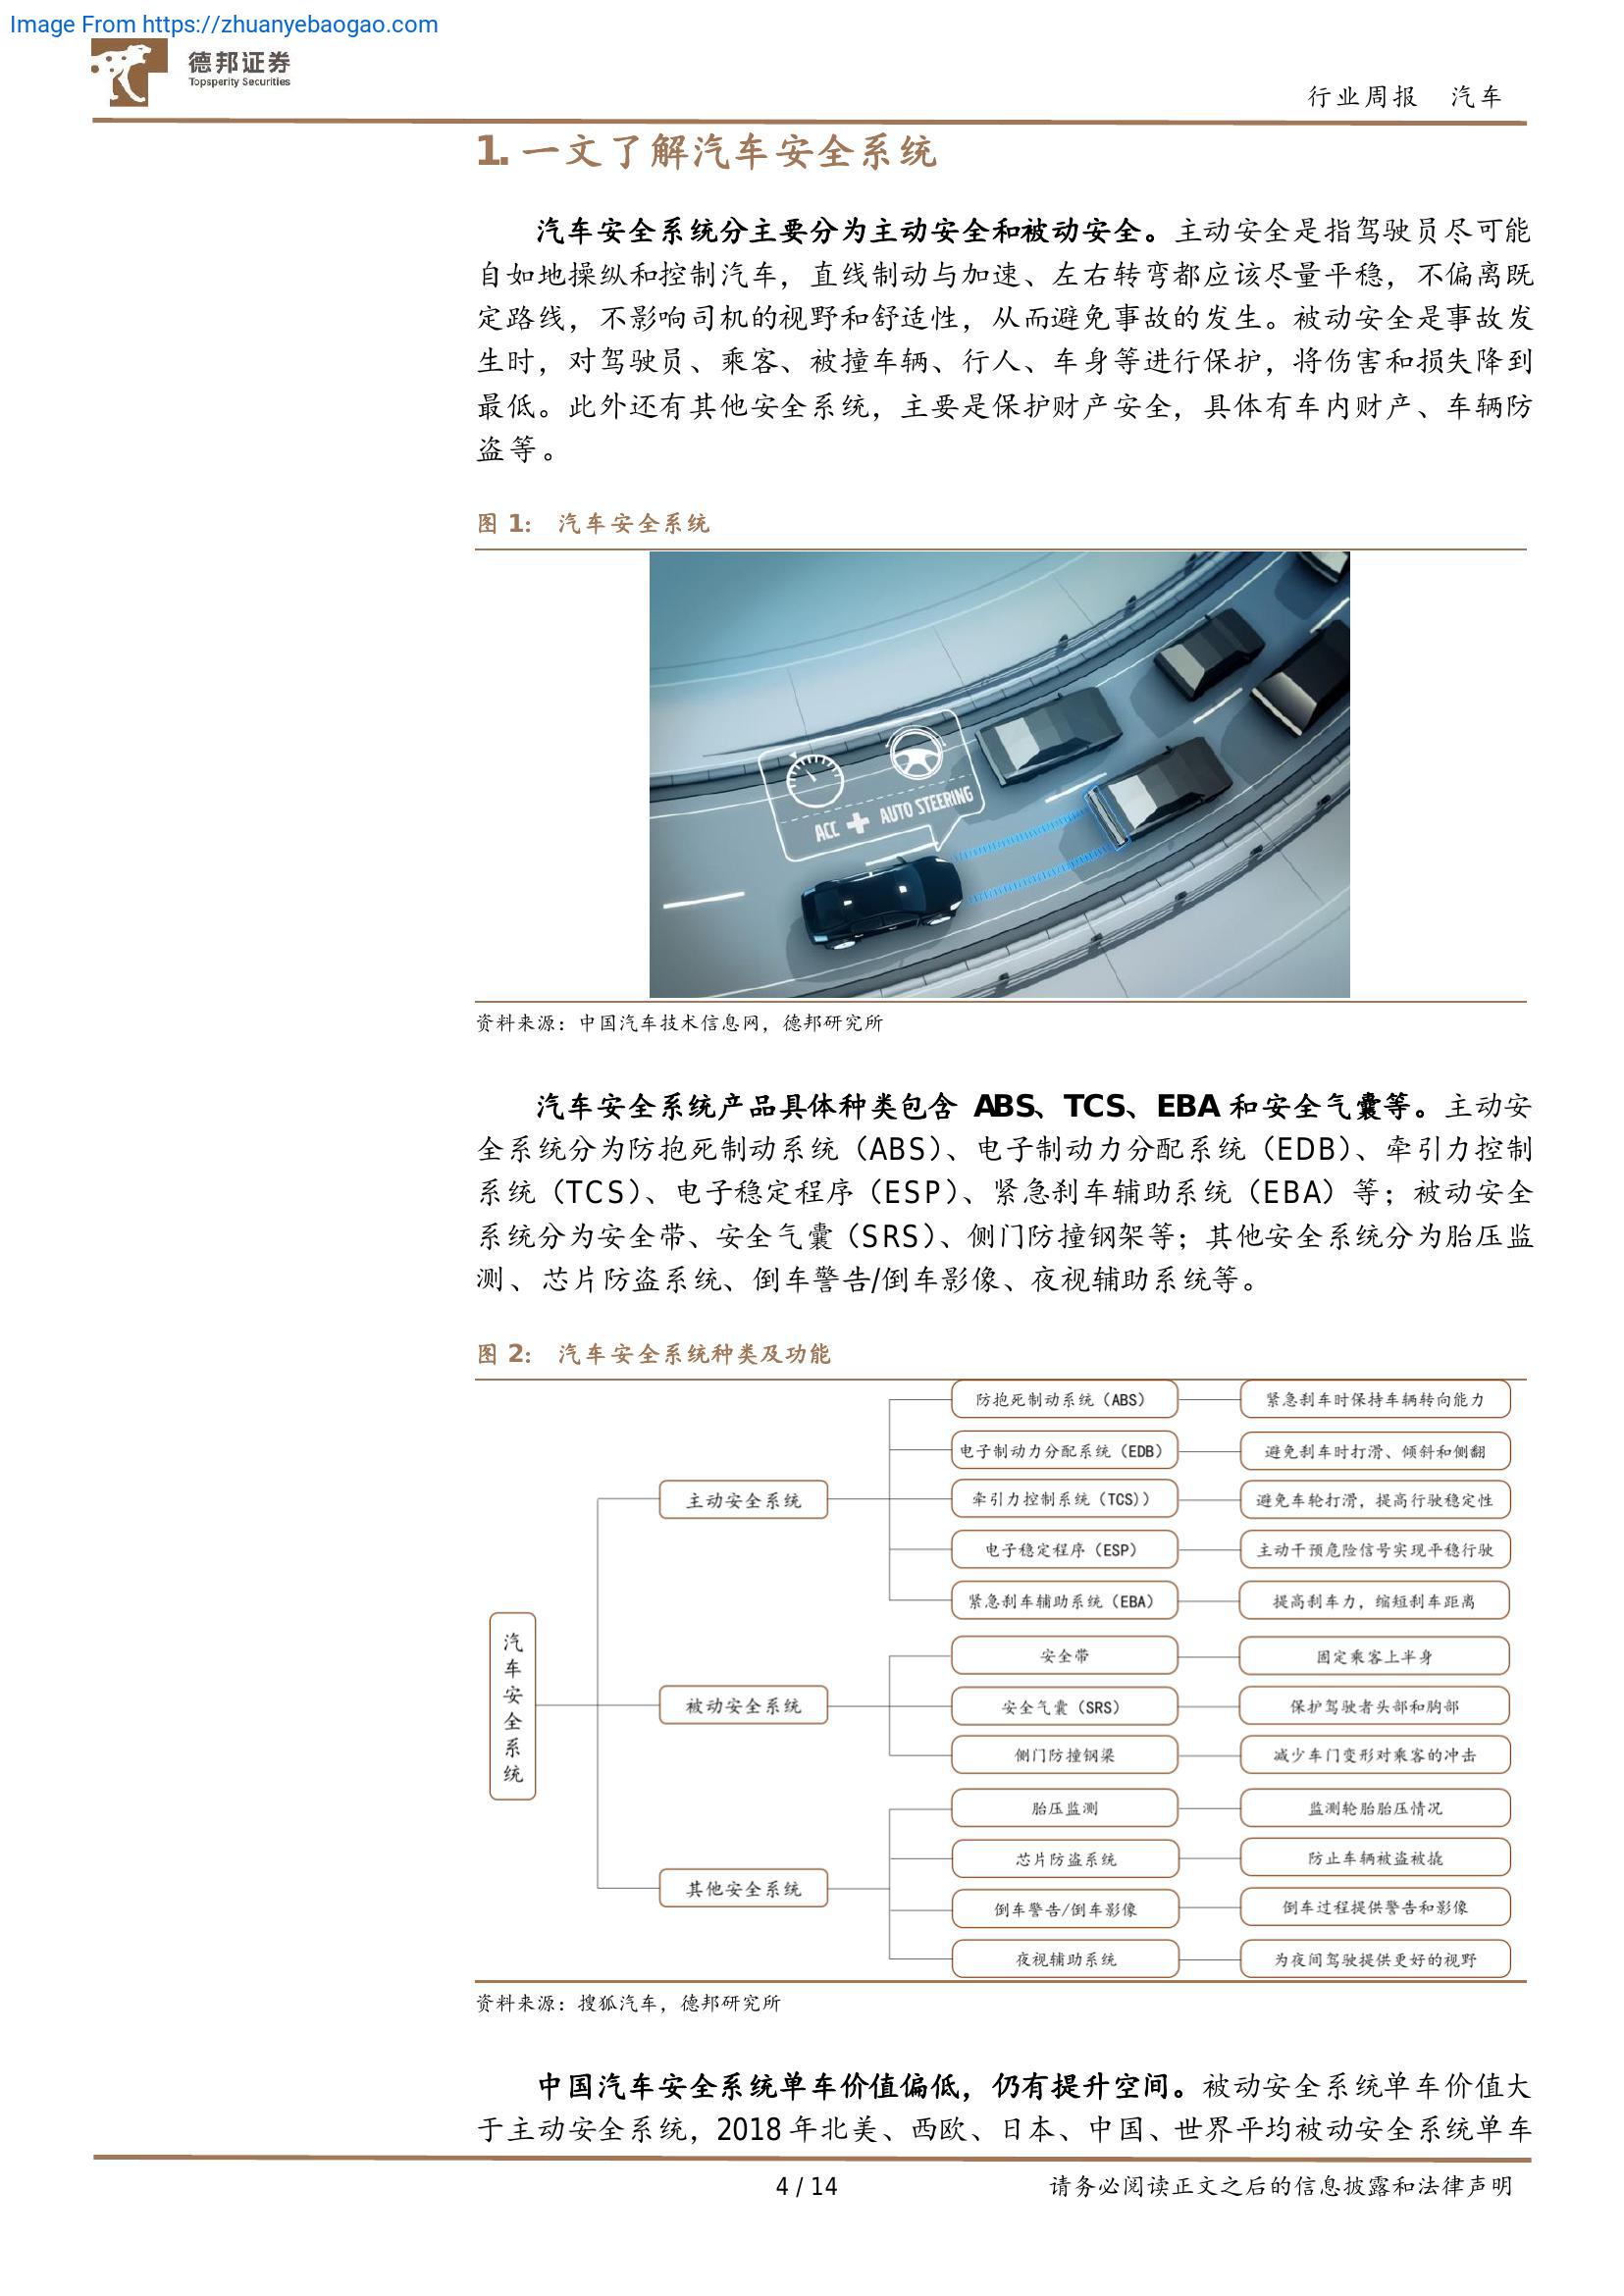 Image From https://zhuanyebaogao.com
德邦证券
Topsperity Securities
行业周报 汽车
1. 一文了解汽车安全系统
汽车安全系统分主要分为主动安全和被动安全。主动安全是指驾驶员尽可能
自如地操纵和控制汽车，直线制动与加速、左右转弯都应该尽量平稳，不偏离既
定路线，不影响司机的视野和舒适性，从而避免事故的发生。被动安全是事故发
生时，对驾驶员、乘客、被撞车辆、行人、车身等进行保护，将伤害和损失降到
最低。此外还有其他安全系统，主要是保护财产安全，具体有车内财产、车辆防
盗等。
图 1： 汽车安全系统
ACC + AUTO STEERING
资料来源：中国汽车技术信息网，德邦研究所
汽车安全系统产品具体种类包含 ABS、TCS、EBA 和安全气囊等。主动安
全系统分为防抱死制动系统（ABS）、电子制动力分配系统（EDB）、牵引力控制
系统（TCS）、电子稳定程序（ESP）、紧急刹车辅助系统（EBA）等；被动安全
系统分为安全带、安全气囊（SRS）、侧门防撞钢架等；其他安全系统分为胎压监
测、芯片防盗系统、倒车警告/倒车影像、夜视辅助系统等。
图 2： 汽车安全系统种类及功能
汽车安全系统
主动安全系统
防抱死制动系统（ABS） 紧急刹车时保持车辆转向能力
电子制动力分配系统（EDB） 避免刹车时打滑、倾斜和侧翻
牵引力控制系统（TCS）） 避免车轮打滑，提高行驶稳定性
电子稳定程序（ESP） 主动干预危险信号实现平稳行驶
紧急刹车辅助系统（EBA） 提高刹车力，缩短刹车距离
被动安全系统
安全带 固定乘客上半身
安全气囊（SRS） 保护驾驶者头部和胸部
侧门防撞钢梁 减少车门变形对乘客的冲击
其他安全系统
胎压监测 监测轮胎胎压情况
芯片防盗系统 防止车辆被盗被撬
倒车警告/倒车影像 倒车过程提供警告和影像
夜视辅助系统 为夜间驾驶提供更好的视野
资料来源：搜狐汽车，德邦研究所
中国汽车安全系统单车价值偏低，仍有提升空间。被动安全系统单车价值大
于主动安全系统，2018 年北美、西欧、日本、中国、世界平均被动安全系统单车
4 / 14
请务必阅读正文之后的信息披露和法律声明